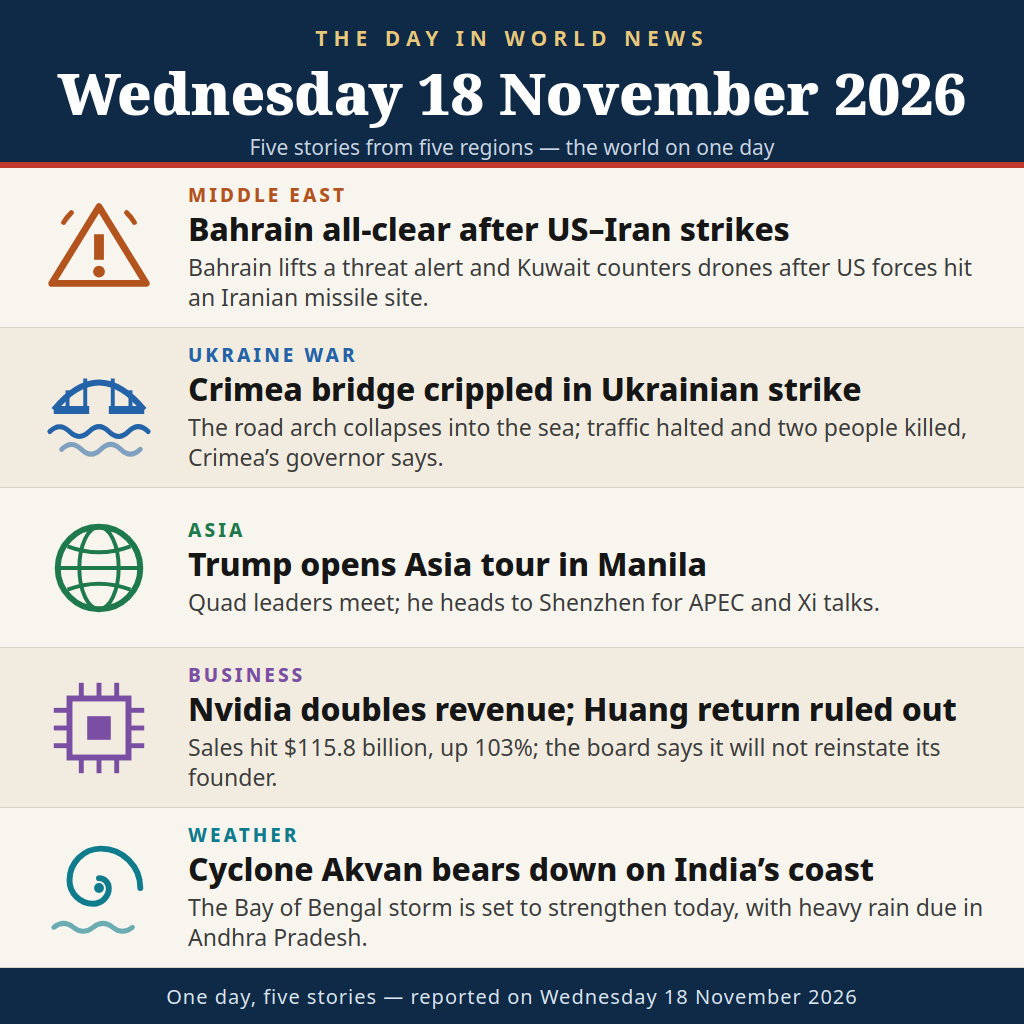 THE DAY IN WORLD NEWS
Wednesday 18 November 2026
Five stories from five regions — the world on one day
MIDDLE EAST
Bahrain all-clear after US–Iran strikes
Bahrain lifts a threat alert and Kuwait counters drones after US forces hit
an Iranian missile site.
UKRAINE WAR
Crimea bridge crippled in Ukrainian strike
The road arch collapses into the sea; traffic halted and two people killed,
Crimea’s governor says.
ASIA
Trump opens Asia tour in Manila
Quad leaders meet; he heads to Shenzhen for APEC and Xi talks.
BUSINESS
Nvidia doubles revenue; Huang return ruled out
Sales hit $115.8 billion, up 103%; the board says it will not reinstate its
founder.
WEATHER
Cyclone Akvan bears down on India’s coast
The Bay of Bengal storm is set to strengthen today, with heavy rain due in
Andhra Pradesh.
One day, five stories — reported on Wednesday 18 November 2026